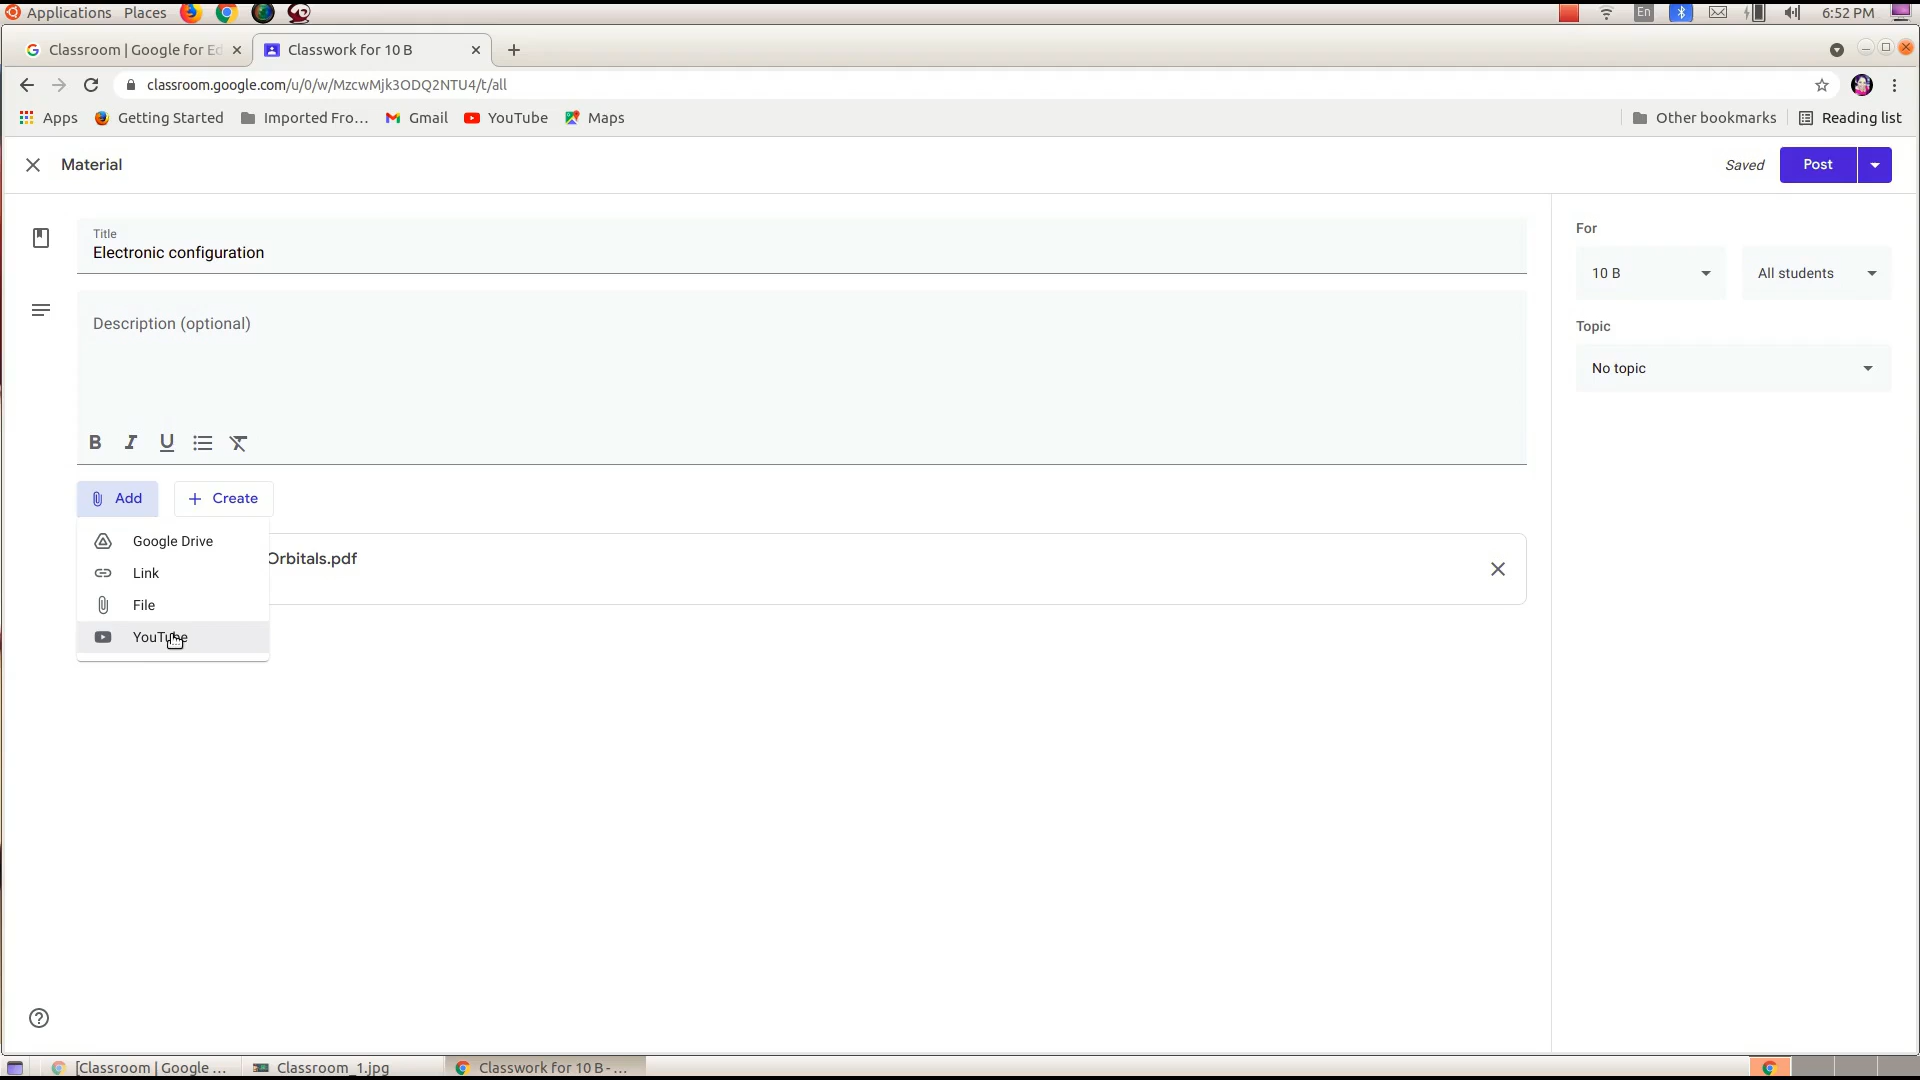 Applications Places En 6:52 PM
Classroom | Google for Ed Classwork for 10 B
classroom.google.com/u/0/w/MzcwMjk3ODQ2NTU4/t/all
Apps Getting Started Imported Fro... Gmail YouTube Maps Other bookmarks Reading list
Material Saved Post
Title
Electronic configuration
For
10 B All students
Description (optional)
Topic
No topic
B I U
Add Create
Google Drive
Orbitals.pdf
Link
File
YouTube
[Classroom | Google ... Classroom_1.jpg Classwork for 10 B - ...